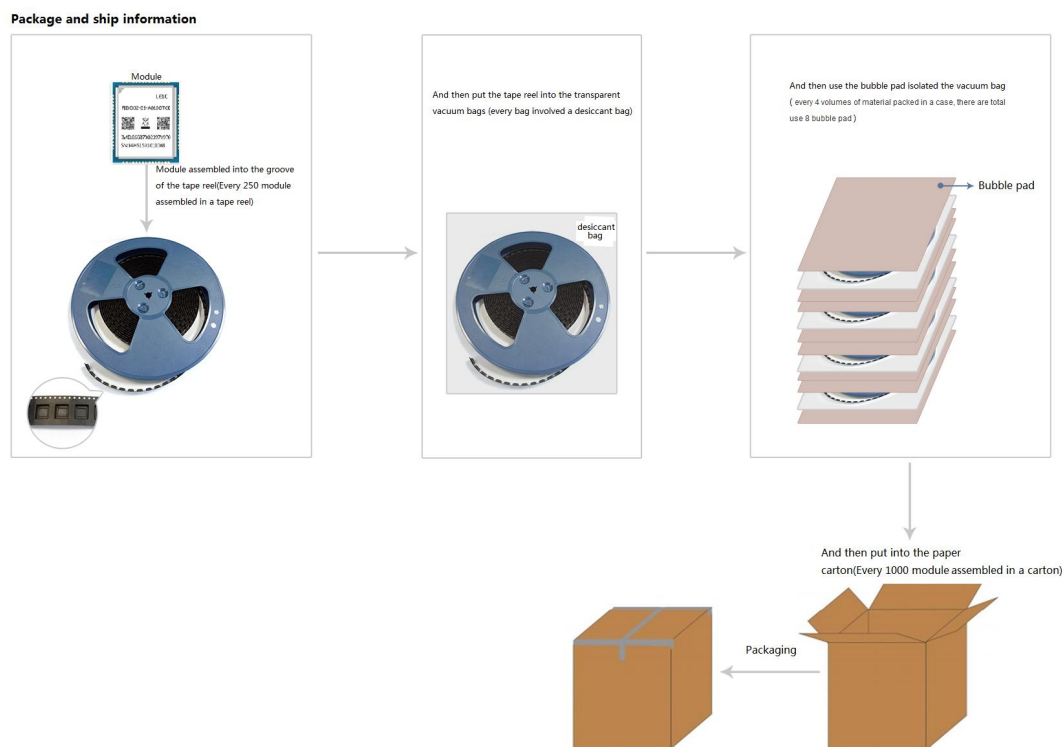 Package and ship information
Module
Module assembled into the groove
of the tape reel(Every 250 module
assembled in a tape reel)
And then put the tape reel into the transparent
vacuum bags (every bag involved a desiccant bag)
desiccant
bag
And then use the bubble pad isolated the vacuum bag
( every 4 volumes of material packed in a case, there are total
use 8 bubble pad )
Bubble pad
And then put into the paper
carton(Every 1000 module assembled in a carton)
Packaging